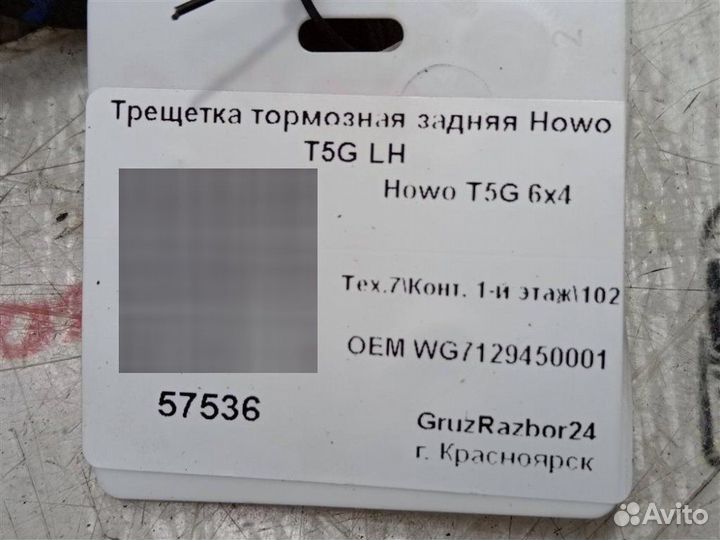 Трещетка тормозная задняя Howo
T5G LH
Howo T5G 6x4
Тех.7\Конт. 1-й этаж\102
OEM WG7129450001
57536
GruzRazbor24
г. Красноярск
Avito